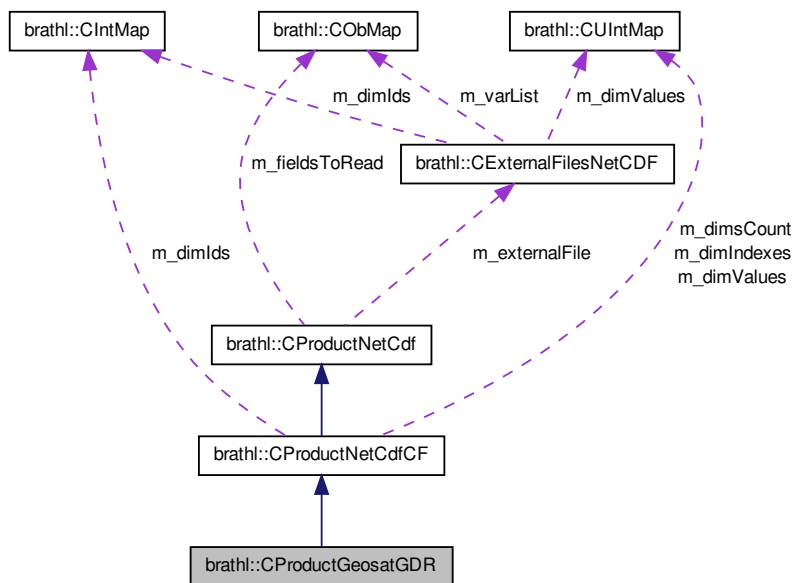 brathl::CIntMap
brathl::CObMap
brathl::CUIntMap
m_dimIds
m_varList
m_dimValues
m_fieldsToRead
brathl::CExternalFilesNetCDF
m_dimIds
m_externalFile
m_dimsCount
m_dimIndexes
m_dimValues
brathl::CProductNetCdf
brathl::CProductNetCdfCF
brathl::CProductGeosatGDR